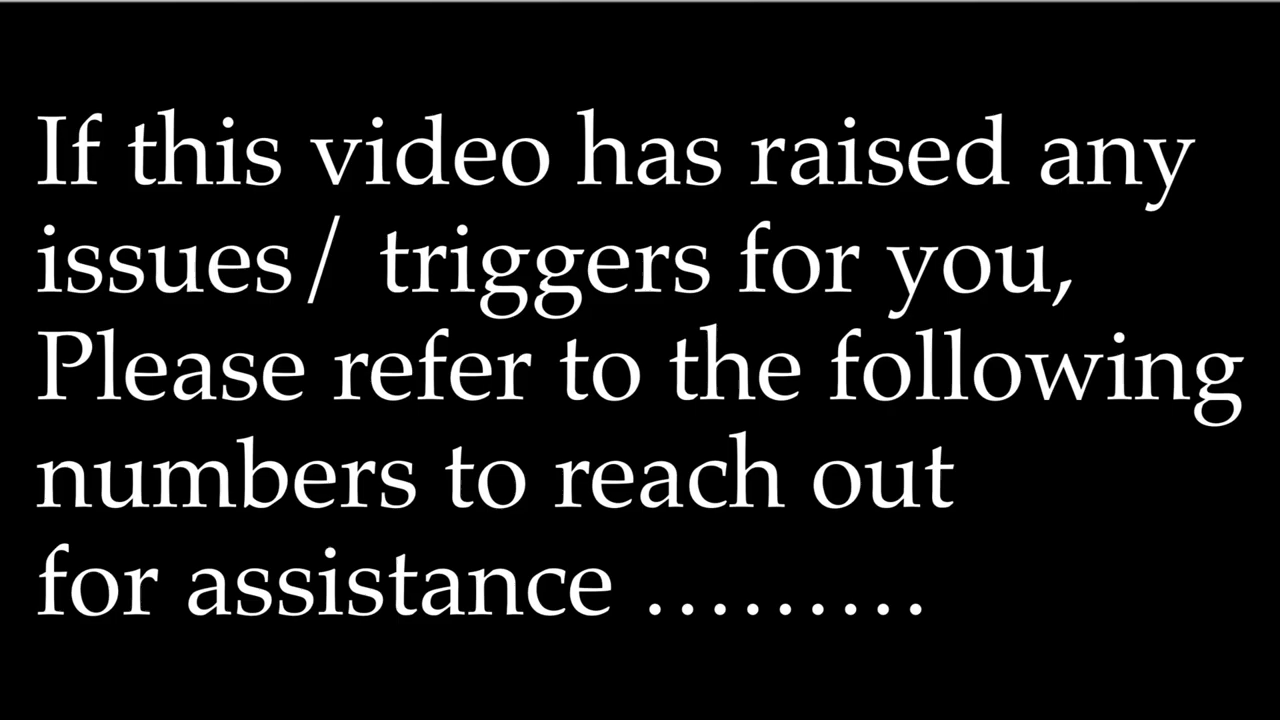 If this video has raised any
issues/ triggers for you,
Please refer to the following
numbers to reach out
for assistance .........